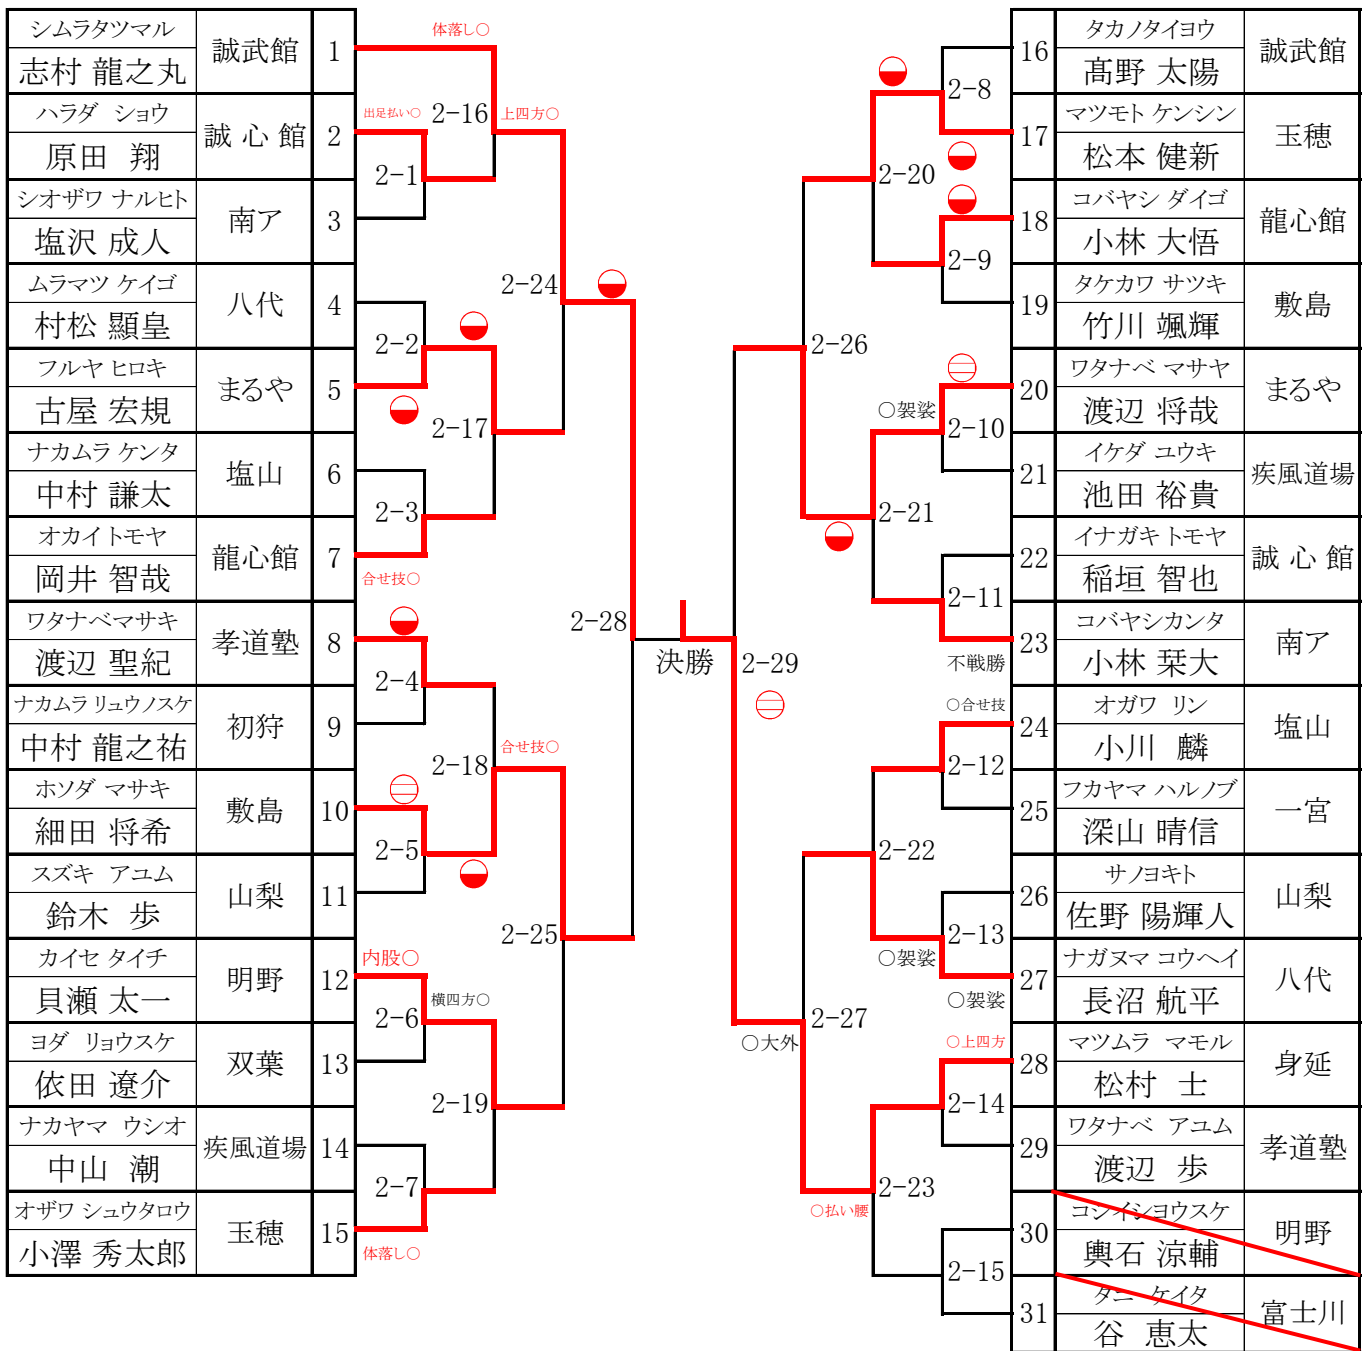 シムラタツマル
志村 龍之丸
誠武館
1
ハラダ ショウ
原田 翔
誠 心 館
2
シオザワ ナルヒト
塩沢 成人
南ア
3
ムラマツ ケイゴ
村松 顕皇
八代
4
フルヤ ヒロキ
古屋 宏規
まるや
5
ナカムラ ケンタ
中村 謙太
塩山
6
オカイトモヤ
岡井 智哉
龍心館
7
ワタナベマサキ
渡辺 聖紀
孝道塾
8
ナカムラリュウノスケ
中村 龍之祐
初狩
9
ホソダ マサキ
細田 将希
敷島
10
スズキ アユム
鈴木 歩
山梨
11
カイセ タイチ
貝瀬 太一
明野
12
ヨダ リョウスケ
依田 遼介
双葉
13
ナカヤマ ウシオ
中山 潮
疾風道場
14
オザワ シュウタロウ
小澤 秀太郎
玉穂
15
体落し○
出足払い○
2-16
上四方○
2-1
2-24
2-2
2-17
2-3
合せ技○
2-28
2-4
2-18
合せ技○
2-5
2-25
内股○
横四方○
2-6
2-19
2-7
体落し○
決勝
2-29
○大外
2-8
2-20
2-9
2-26
○袈裟
2-10
2-21
2-11
不戦勝
○合せ技
2-12
2-22
2-13
○袈裟
○袈裟
2-27
○上四方
2-14
2-23
○払い腰
2-15
16
タカノタイヨウ
髙野 太陽
誠武館
17
マツモト ケンシン
松本 健新
玉穂
18
コバヤシ ダイゴ
小林 大悟
龍心館
19
タケカワ サツキ
竹川 颯輝
敷島
20
ワタナベ マサヤ
渡辺 将哉
まるや
21
イケダ ユウキ
池田 裕貴
疾風道場
22
イナガキトモヤ
稲垣 智也
誠 心 館
23
コバヤシカンタ
小林 栞大
南ア
24
オガワ リン
小川 麟
塩山
25
フカヤマ ハルノブ
深山 晴信
一宮
26
サノヨキト
佐野 陽輝人
山梨
27
ナガヌマ コウヘイ
長沼 航平
八代
28
マツムラ マモル
松村 士
身延
29
ワタナベ アユム
渡辺 歩
孝道塾
30
コシイショウスケ
輿石 涼輔
明野
31
タニ ケイタ
谷 恵太
富士川